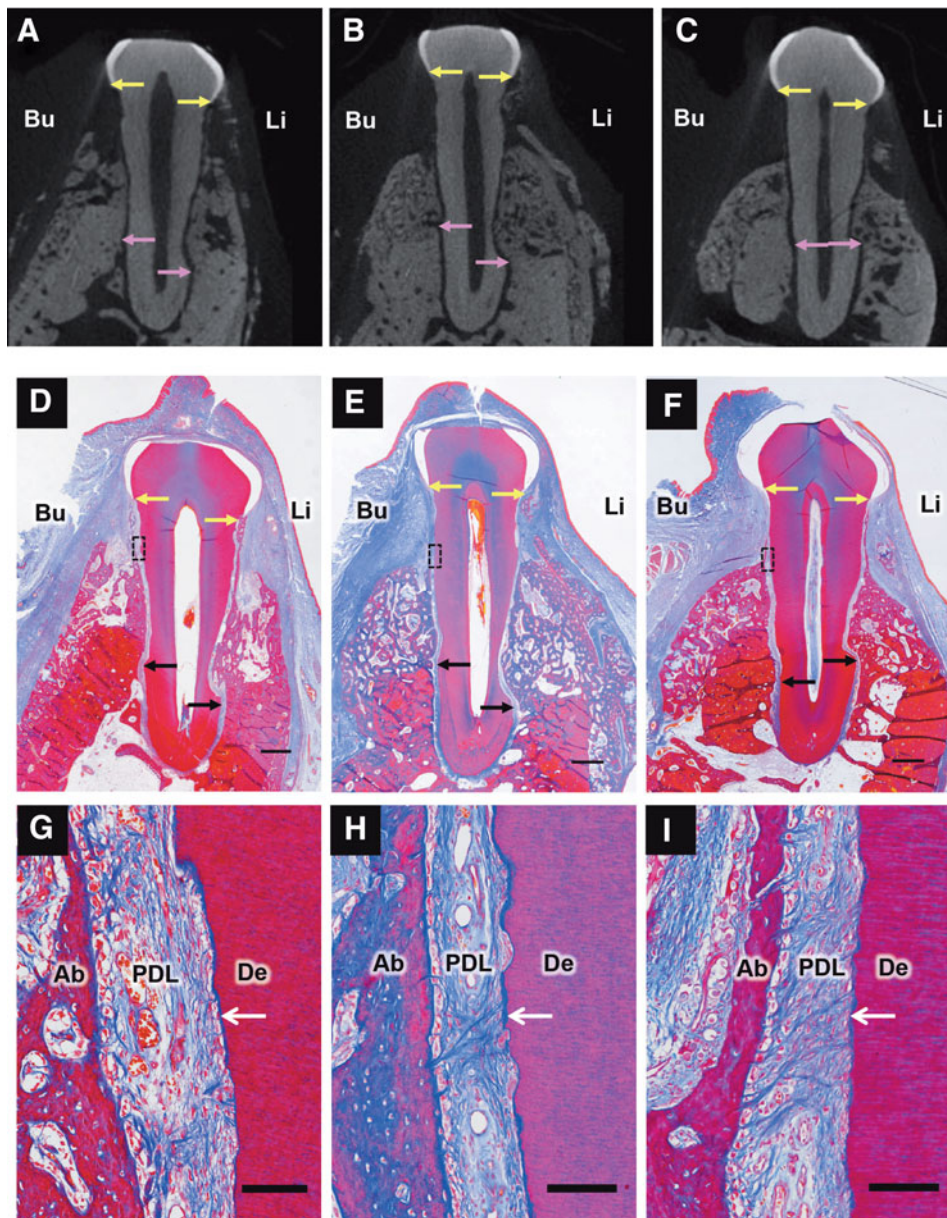 A B C
Bu Li Bu Li Bu Li
D E F
Bu Li Bu Li Bu Li
G H I
Ab PDL De Ab PDL De Ab PDL De